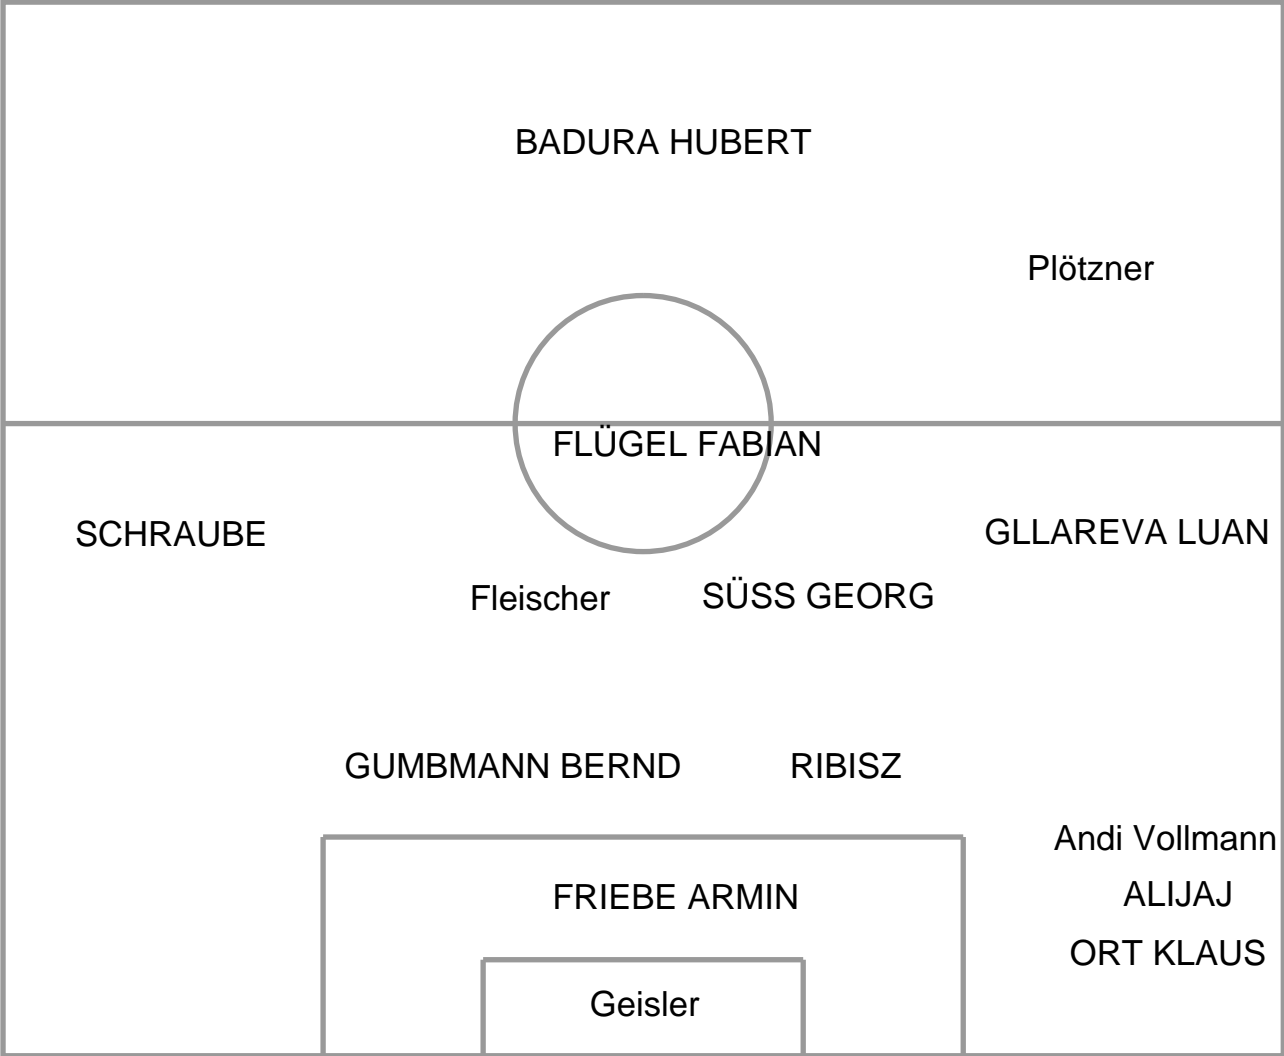 BADURA HUBERT
Plötzner
FLÜGEL FABIAN
SCHRAUBE
GLLAREVA LUAN
Fleischer
SÜSS GEORG
GUMBMANN BERND
RIBISZ
Andi Vollmann
FRIEBE ARMIN
ALIJAJ
ORT KLAUS
Geisler